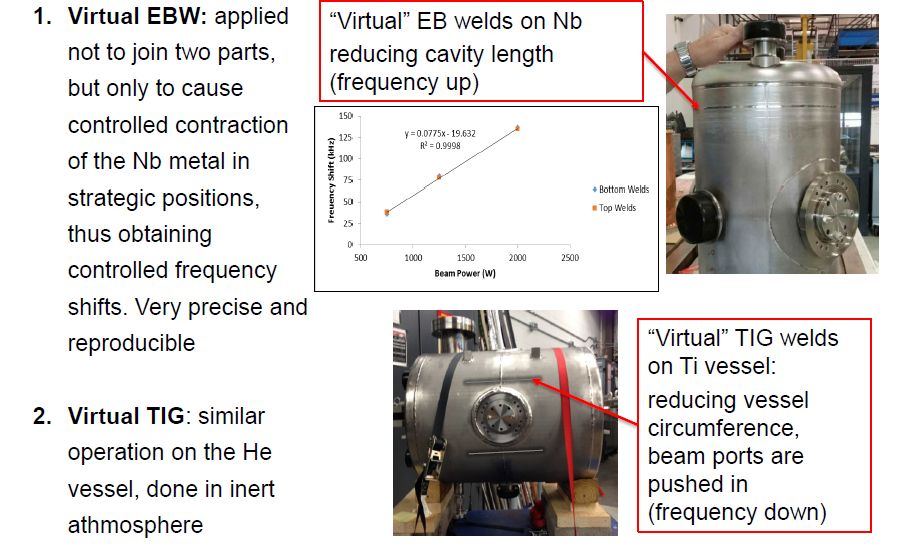 1. Virtual EBW: applied
not to join two parts,
but only to cause
controlled contraction
of the Nb metal in
strategic positions,
thus obtaining
controlled frequency
shifts. Very precise and
reproducible
2. Virtual TIG: similar
operation on the He
vessel, done in inert
athmosphere
“Virtual” EB welds on Nb
reducing cavity length
(frequency up)
Freuency Shift (kHz)
150
125
100
75
50
25
0
y = 0.0775x - 19.632
R² = 0.9998
Bottom Welds
Top Welds
500 1000 1500 2000 2500
Beam Power (W)
“Virtual” TIG welds
on Ti vessel:
reducing vessel
circumference,
beam ports are
pushed in
(frequency down)